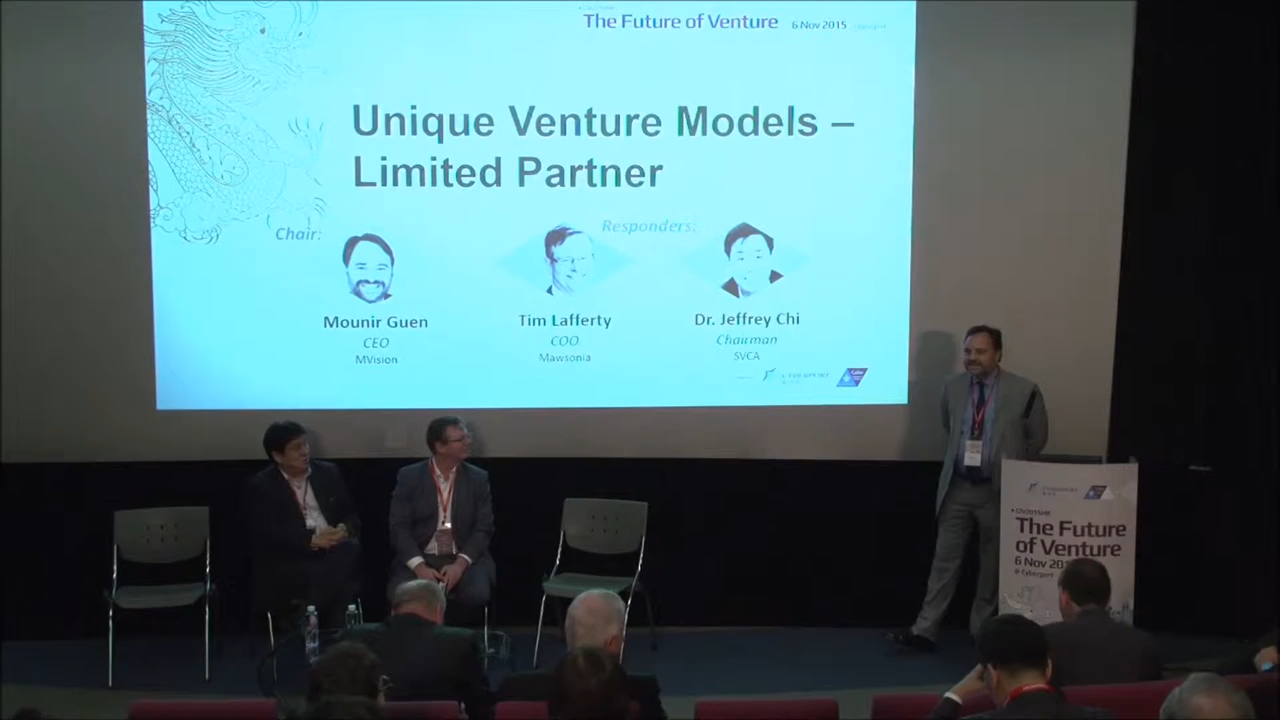 The Future of Venture 6 Nov 2015
Unique Venture Models –
Limited Partner
Chair:
Responders:
Mounir Guen
Tim Lafferty
Dr. Jeffrey Chi
CEO
COO
Chairman
MVision
Mawsonia
SVCA
The Future
of Venture
6 Nov
@ Cyberport